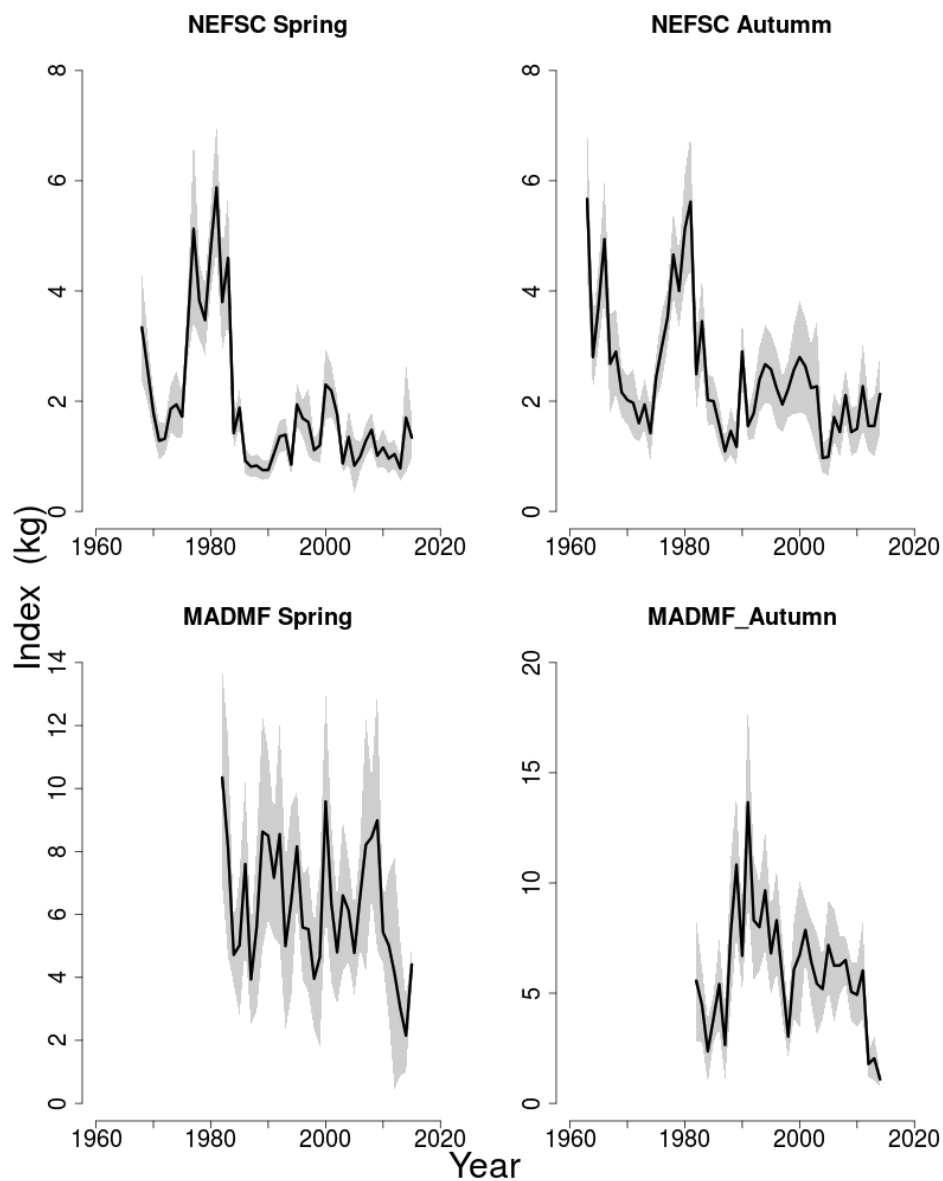 NEFSC Spring
0 2 4 6 8
1960 1980 2000 2020
NEFSC Autumm
0 2 4 6 8
1960 1980 2000 2020
Index (kg)
MADMF Spring
0 2 4 6 8 10 12 14
1960 1980 2000 2020
MADMF_Autumn
0 5 10 15 20
1960 1980 2000 2020
Year